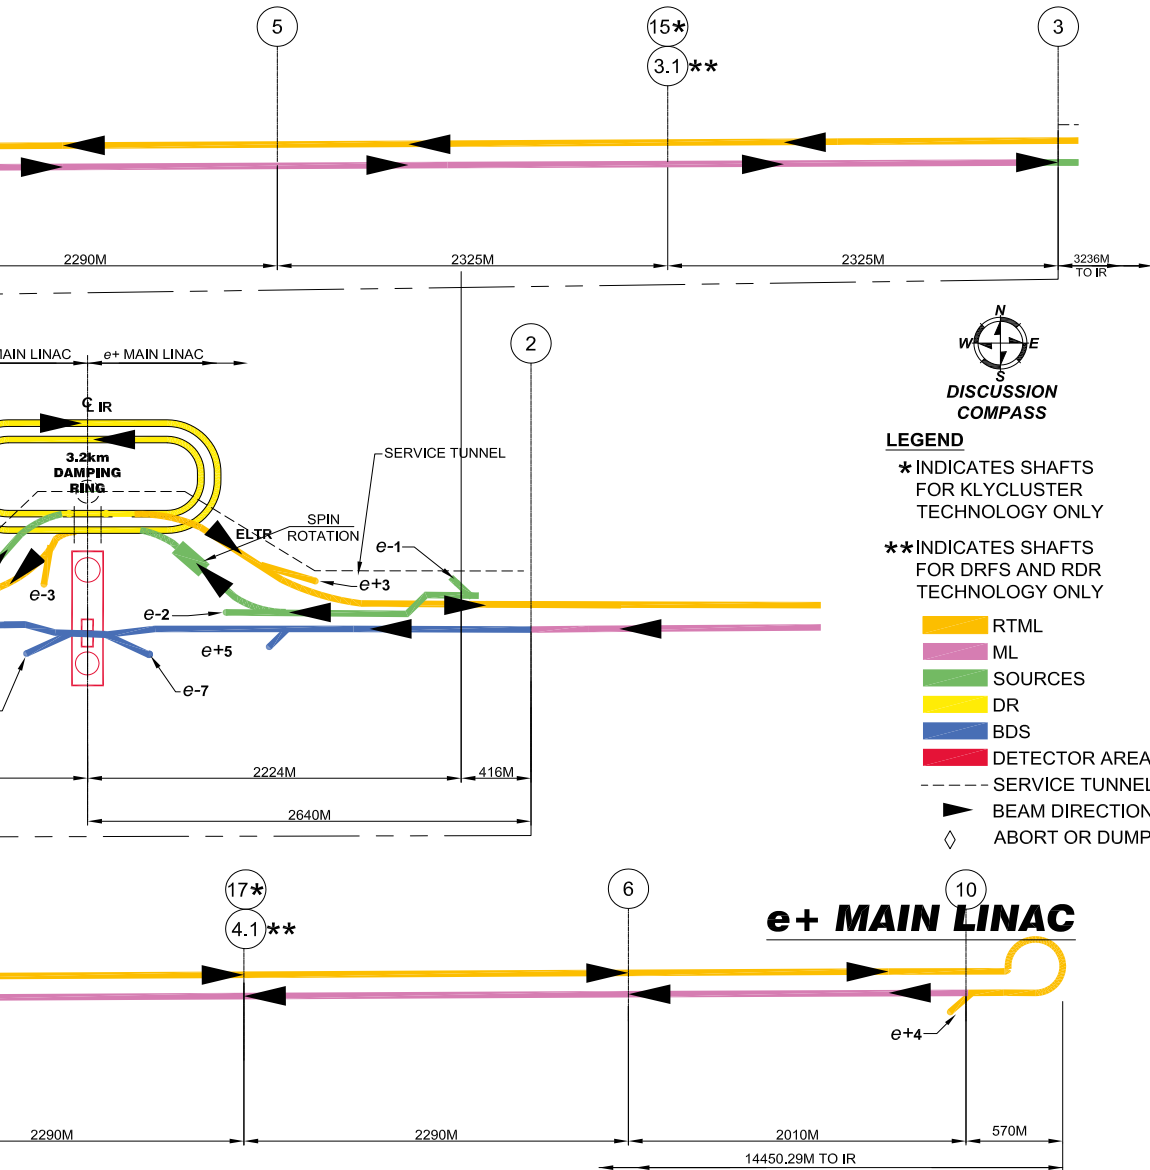 5
15*
3.1**
3
2290M
2325M
2325M
3236M
TO IR
MAIN LINAC
e+ MAIN LINAC
2
℄ IR
3.2km
DAMPING
RING
SERVICE TUNNEL
ELTR
SPIN
ROTATION
e-1
e+3
e-3
e-2
e+5
e-7
2224M
416M
2640M
N
W
E
S
DISCUSSION
COMPASS
LEGEND
* INDICATES SHAFTS
FOR KLYCLUSTER
TECHNOLOGY ONLY
** INDICATES SHAFTS
FOR DRFS AND RDR
TECHNOLOGY ONLY
RTML
ML
SOURCES
DR
BDS
DETECTOR AREA
SERVICE TUNNEL
BEAM DIRECTION
ABORT OR DUMP
17*
4.1**
6
10
e+ MAIN LINAC
e+4
2290M
2290M
2010M
570M
14450.29M TO IR